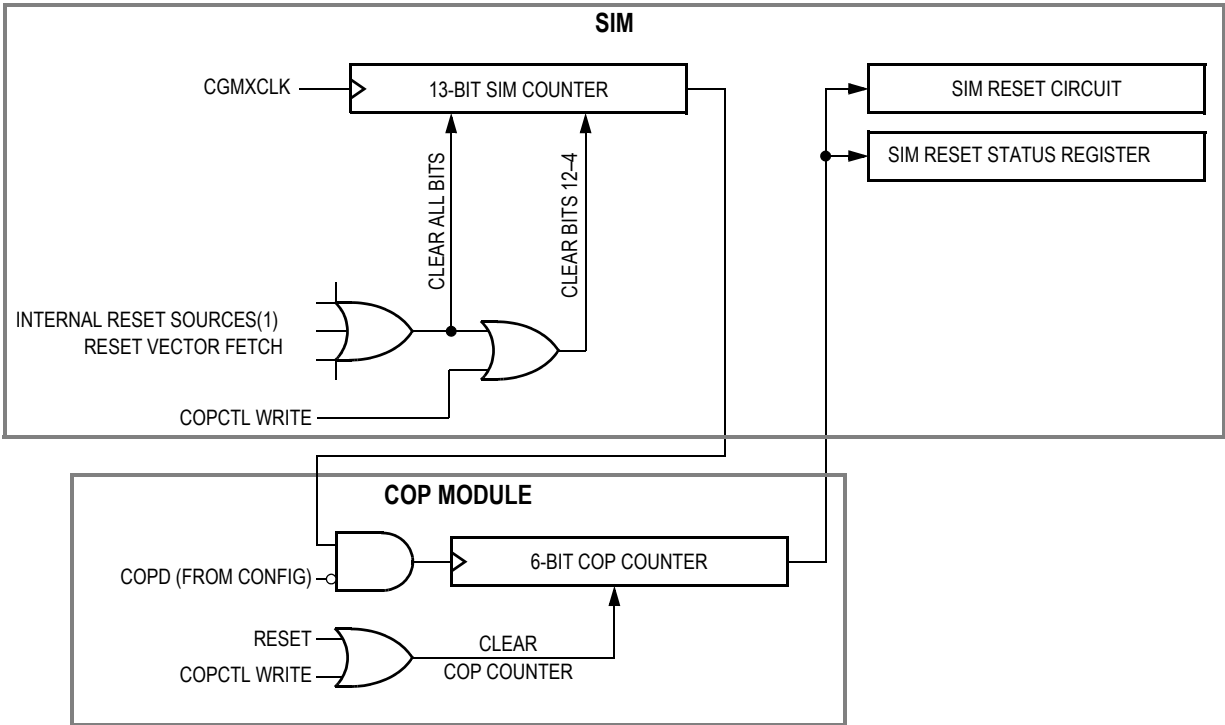 SIM
CGMXCLK
13-BIT SIM COUNTER
SIM RESET CIRCUIT
SIM RESET STATUS REGISTER
CLEAR ALL BITS
CLEAR BITS 12–4
INTERNAL RESET SOURCES(1)
RESET VECTOR FETCH
COPCTL WRITE
COP MODULE
6-BIT COP COUNTER
COPD (FROM CONFIG)
RESET
COPCTL WRITE
CLEAR
COP COUNTER